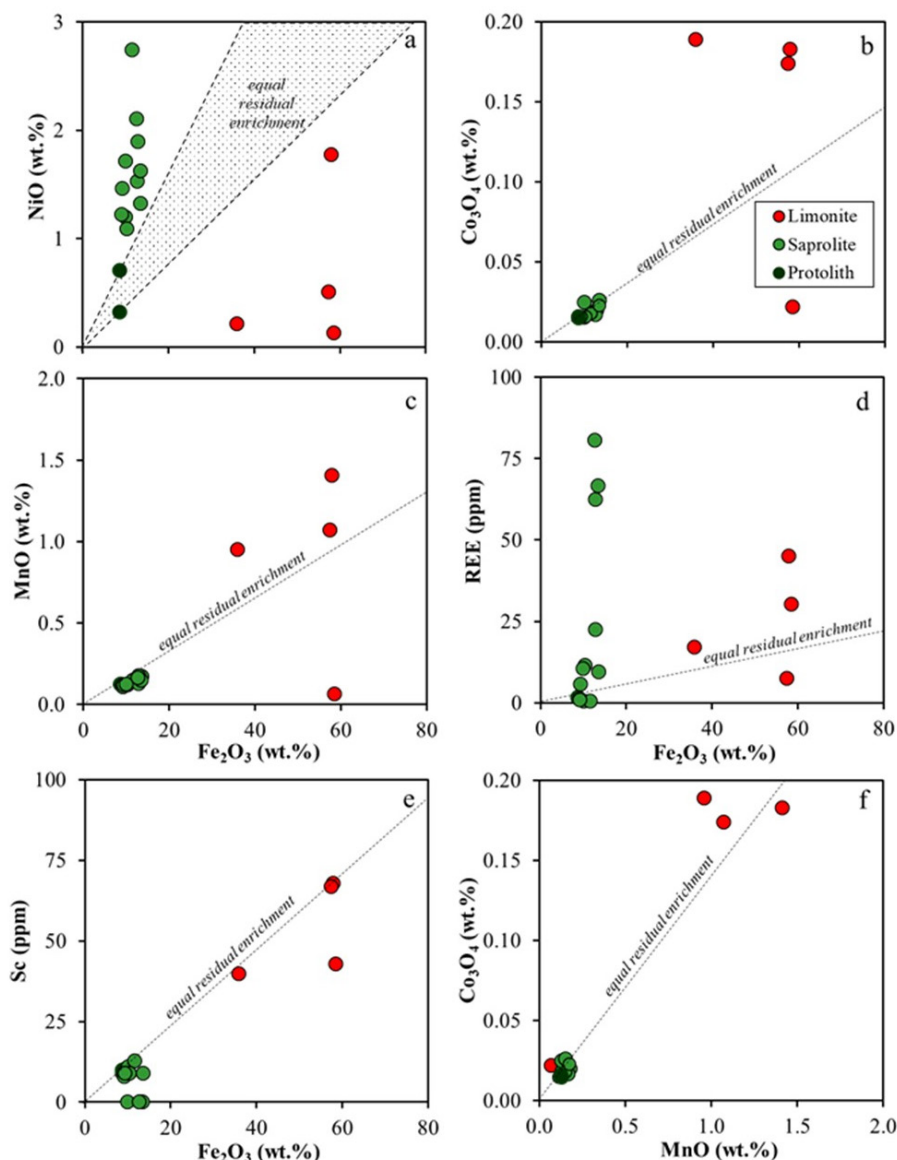 3
2
1
0
NiO (wt.%)
a
equal
residual
enrichment
0.20
0.15
0.10
0.05
0.00
Co₃O₄ (wt.%)
b
equal residual enrichment
Limonite
Saprolite
Protolith
2.0
1.5
1.0
0.5
0.0
MnO (wt.%)
c
equal residual enrichment
0 20 40 60 80
Fe₂O₃ (wt.%)
100
75
50
25
0
REE (ppm)
d
equal residual enrichment
0 20 40 60 80
Fe₂O₃ (wt.%)
100
75
50
25
0
Sc (ppm)
e
equal residual enrichment
0 20 40 60 80
Fe₂O₃ (wt.%)
0.20
0.15
0.10
0.05
0.00
Co₃O₄ (wt.%)
f
equal residual enrichment
0.0 0.5 1.0 1.5 2.0
MnO (wt.%)